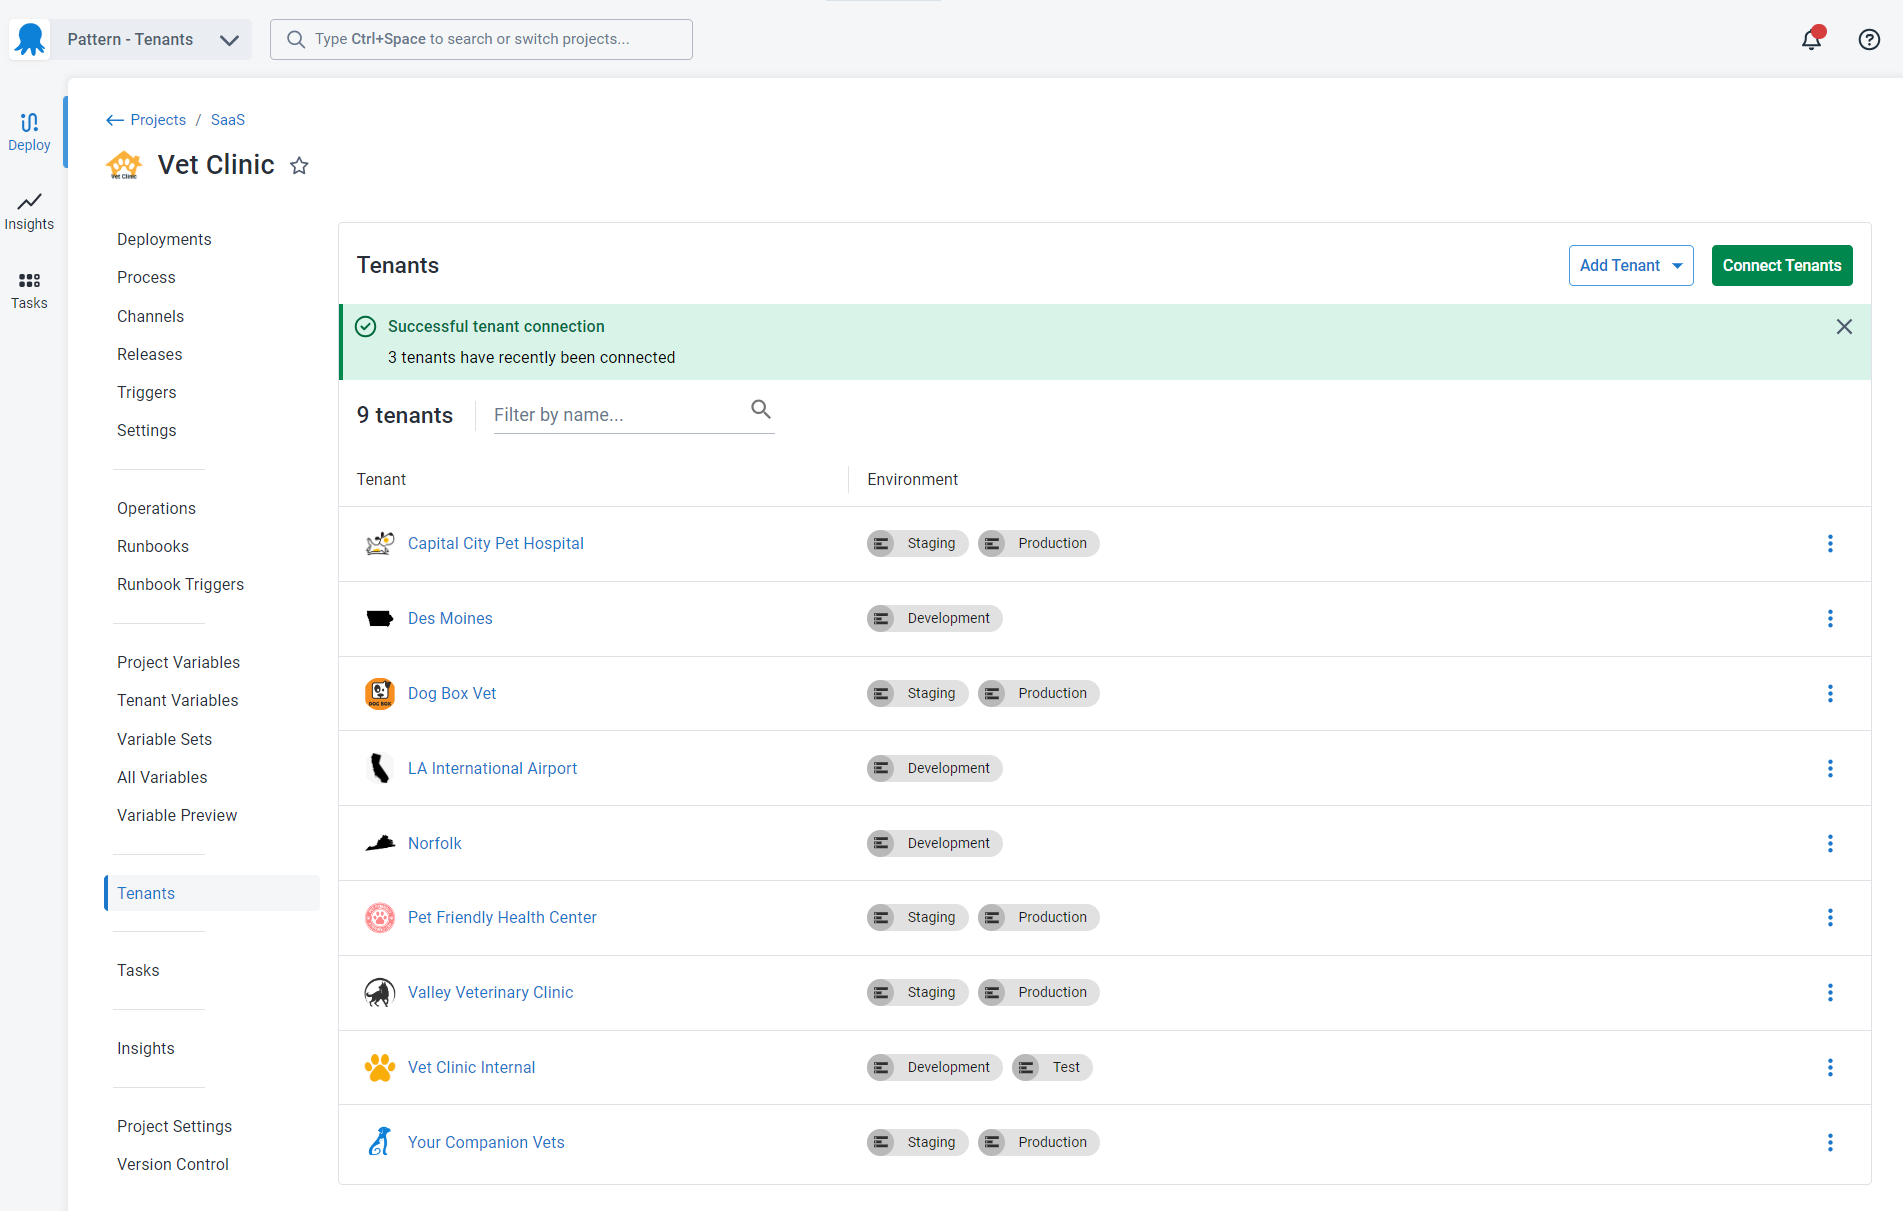 Pattern - Tenants
Type Ctrl+Space to search or switch projects...
Deploy
Insights
Tasks
Projects / SaaS
Vet Clinic
Vet Clinic
Deployments
Process
Channels
Releases
Triggers
Settings
Operations
Runbooks
Runbook Triggers
Project Variables
Tenant Variables
Variable Sets
All Variables
Variable Preview
Tenants
Tasks
Insights
Project Settings
Version Control
Tenants
Add Tenant
Connect Tenants
Successful tenant connection
3 tenants have recently been connected
9 tenants
Filter by name...
Tenant Environment
Capital City Pet Hospital Staging Production
Des Moines Development
DOG BOX
Dog Box Vet Staging Production
LA International Airport Development
Norfolk Development
Pet Friendly Health Center Staging Production
Valley Veterinary Clinic Staging Production
Vet Clinic Internal Development Test
Your Companion Vets Staging Production